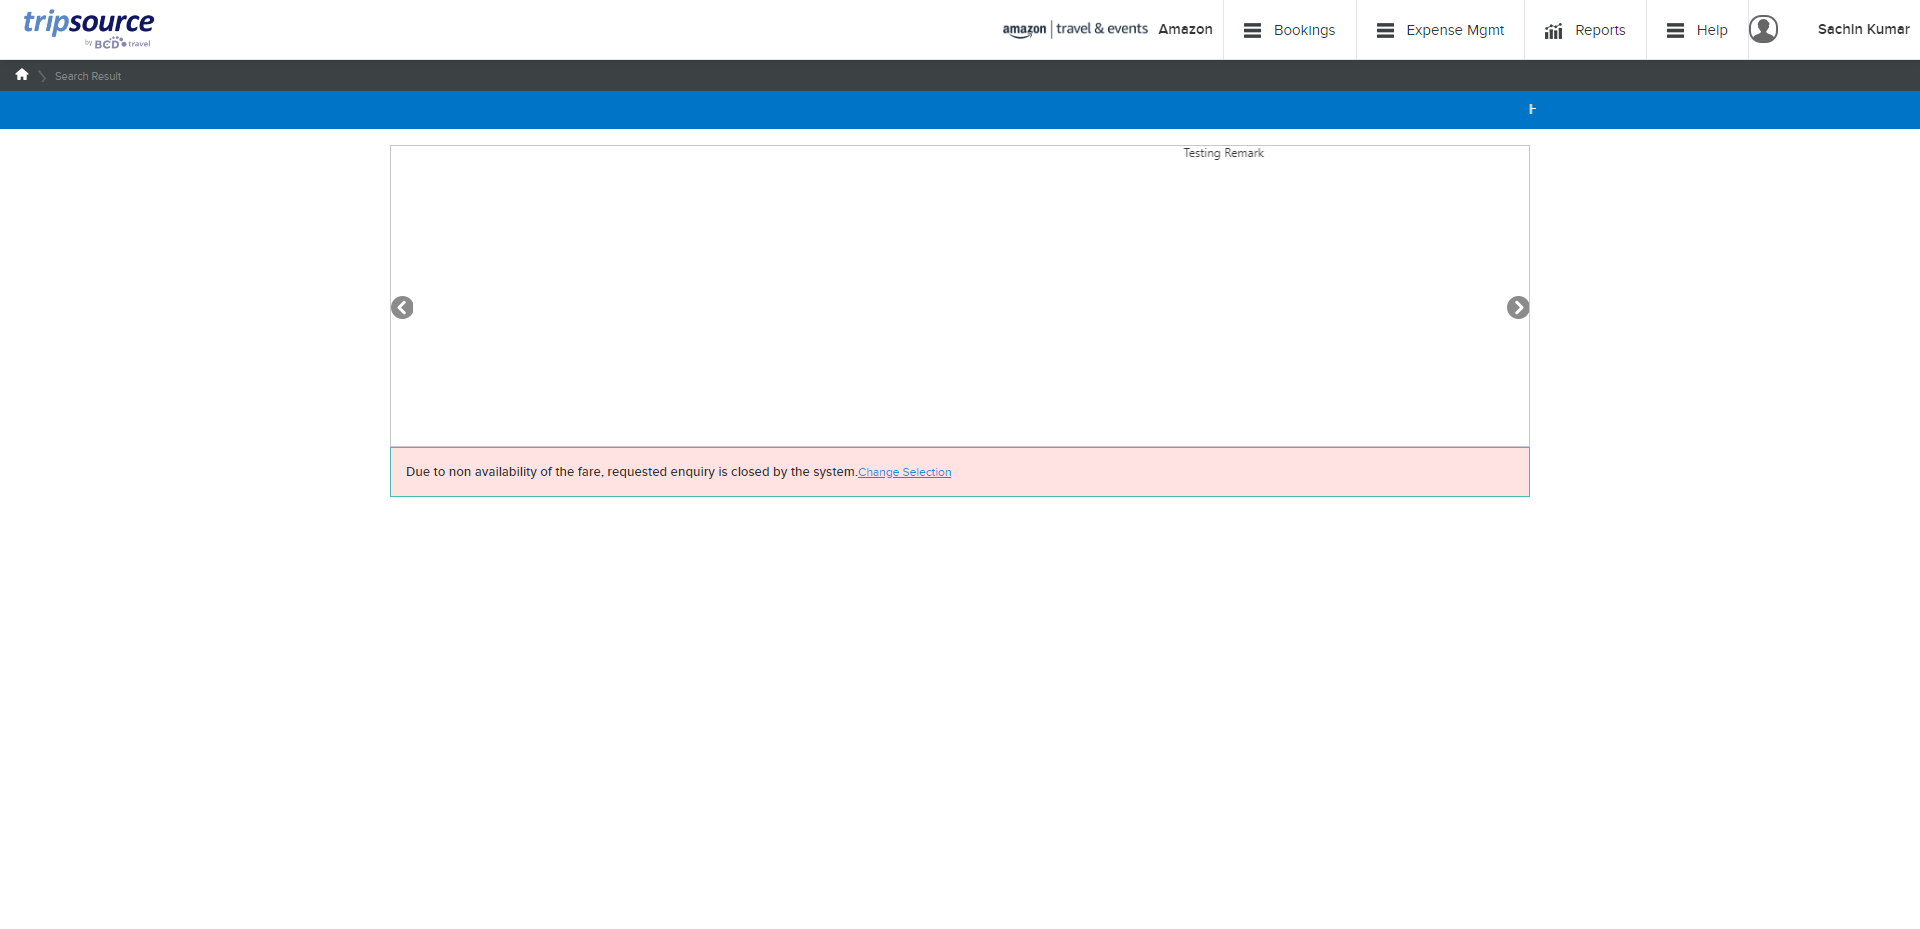 tripsource
by BCD travel
amazon | travel & events Amazon
Bookings
Expense Mgmt
Reports
Help
Sachin Kumar
Search Result
Testing Remark
Due to non availability of the fare, requested enquiry is closed by the system.Change Selection